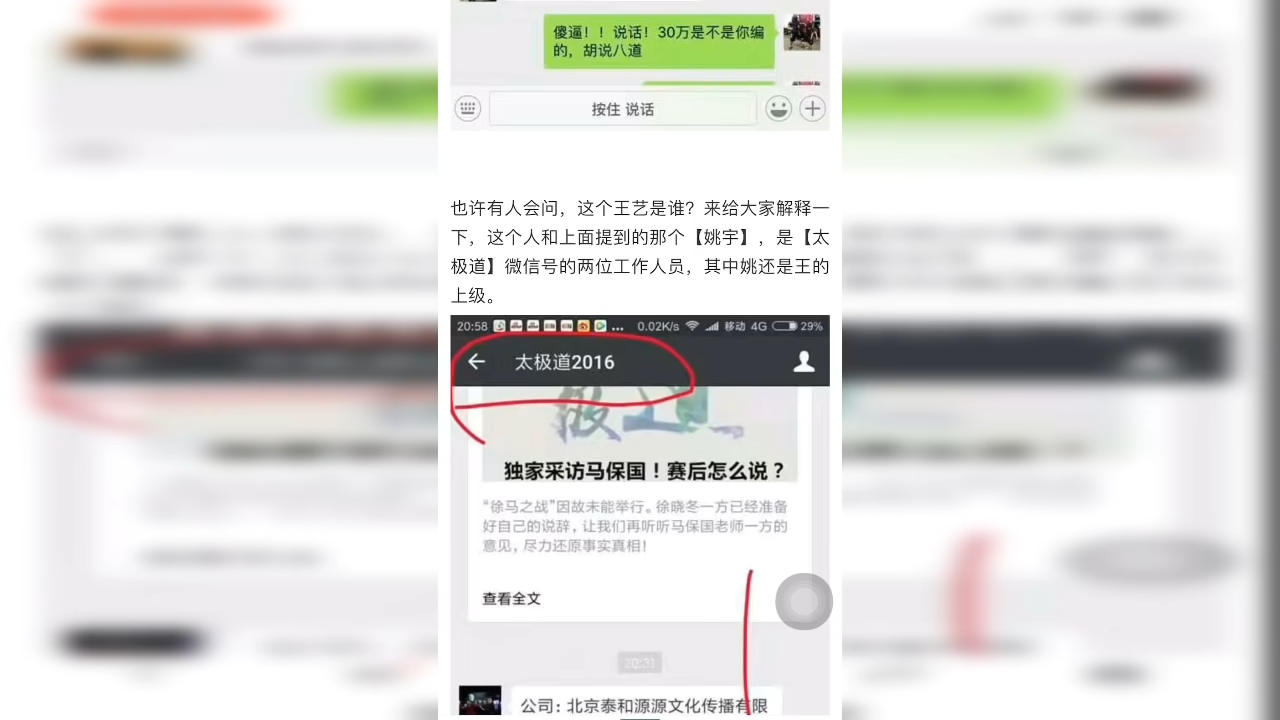 傻逼！！说话！30万是不是你编
的，胡说八道
按住 说话
也许有人会问，这个王艺是谁？来给大家解释一
下，这个人和上面提到的那个【姚宇】，是【太
极道】微信号的两位工作人员，其中姚还是王的
上级。
20:58 ... 0.02K/s 移动 4G 29%
太极道2016
极道
独家采访马保国！赛后怎么说？
“徐马之战”因故未能举行。徐晓冬一方已经准备
好自己的说辞，让我们再听听马保国老师一方的
意见，尽力还原事实真相！
查看全文
20:31
公司：北京泰和源源文化传播有限